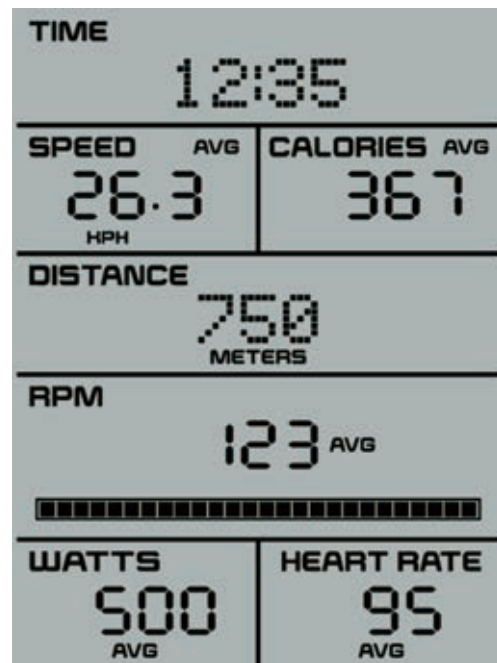 TIME
12:35
SPEED AVG
26.3
KPH
CALORIES AVG
367
DISTANCE
750
METERS
RPM
123 AVG
WATTS
500
AVG
HEART RATE
95
AVG